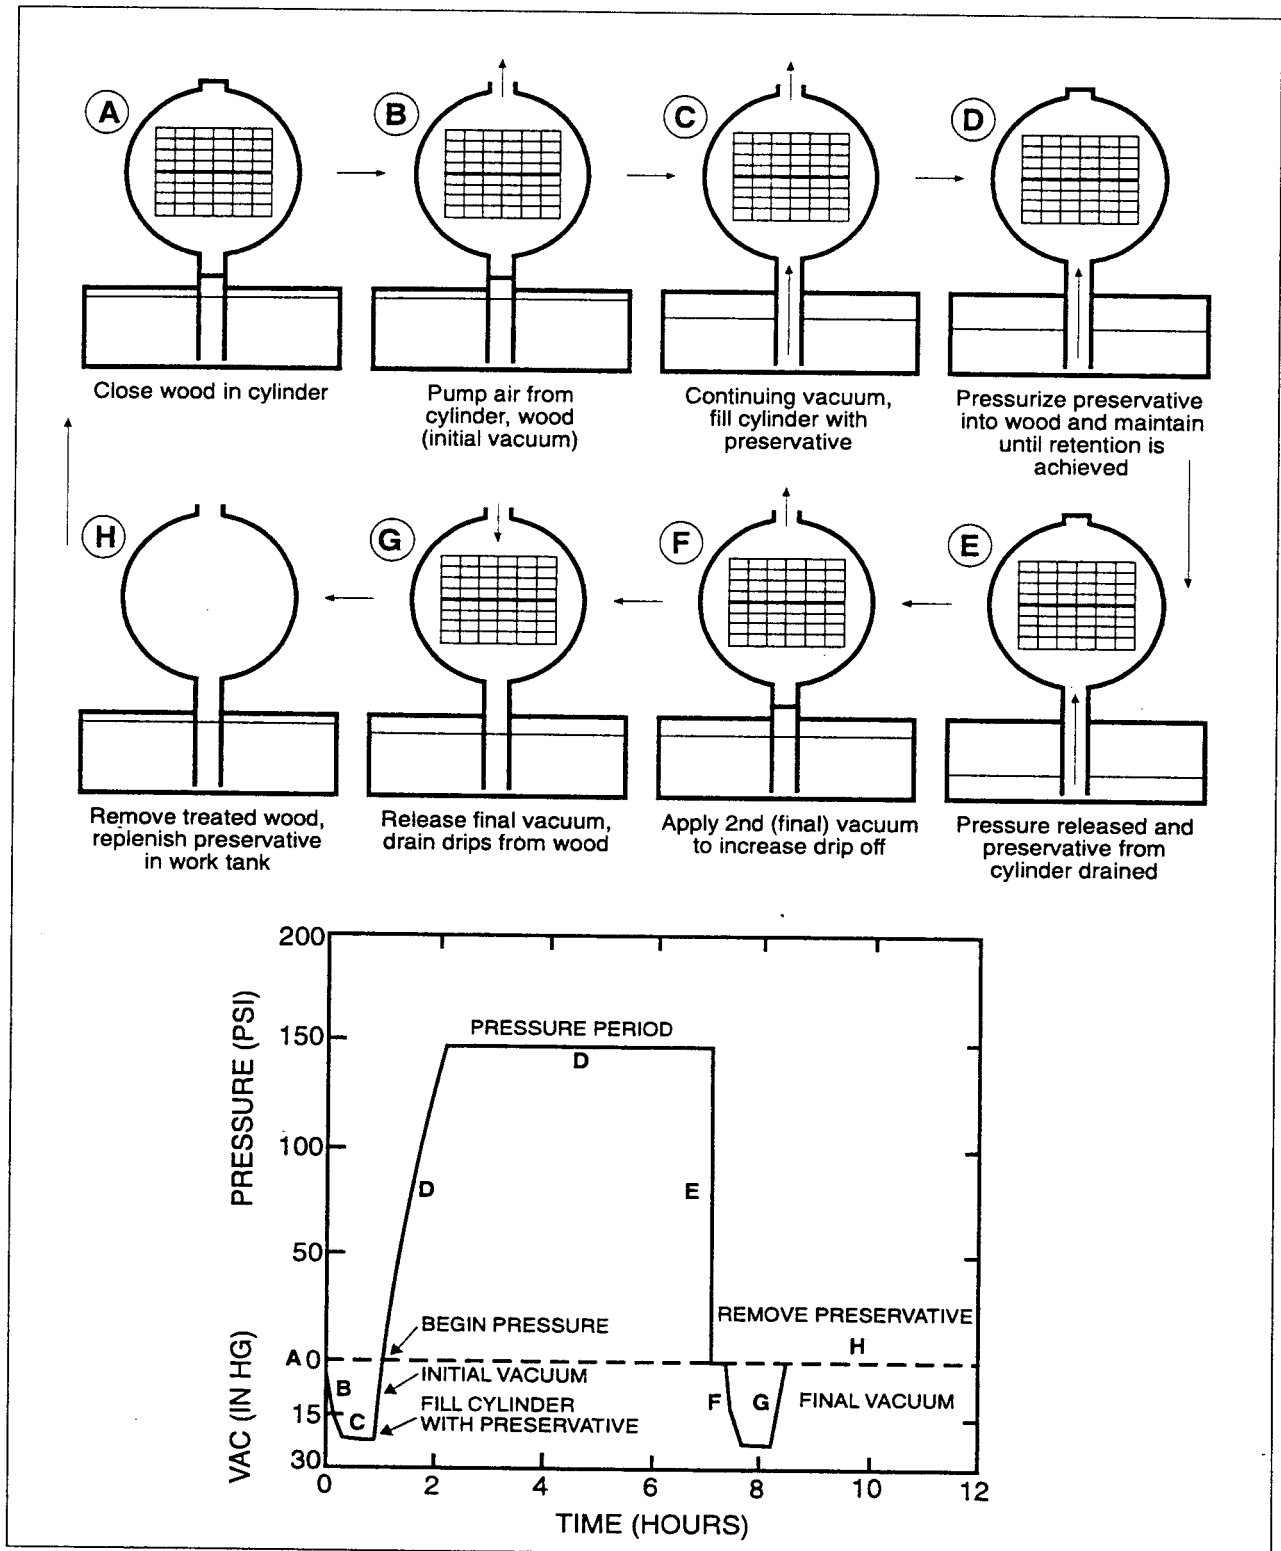 A
B
C
D
Close wood in cylinder
Pump air from
cylinder, wood
(initial vacuum)
Continuing vacuum,
fill cylinder with
preservative
Pressurize preservative
into wood and maintain
until retention is
achieved
H
G
F
E
Remove treated wood,
replenish preservative
in work tank
Release final vacuum,
drain drips from wood
Apply 2nd (final) vacuum
to increase drip off
Pressure released and
preservative from
cylinder drained
PRESSURE (PSI)
VAC (IN HG)
200
150
100
50
A 0
15
30
PRESSURE PERIOD
D
D
E
BEGIN PRESSURE
REMOVE PRESERVATIVE
H
INITIAL VACUUM
B
FILL CYLINDER
WITH PRESERVATIVE
C
F
G
FINAL VACUUM
0 2 4 6 8 10 12
TIME (HOURS)